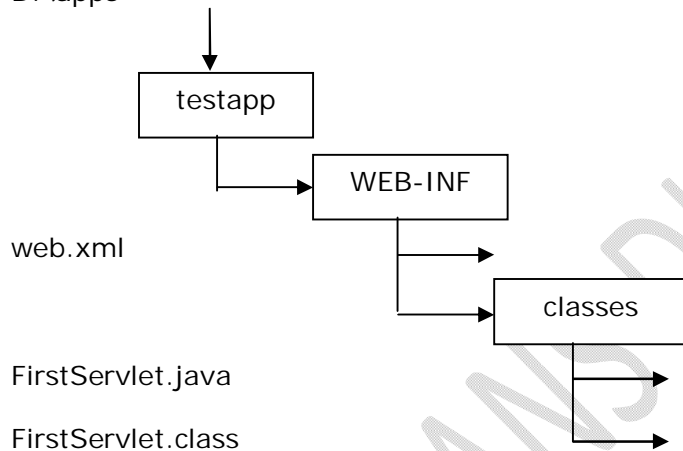 testapp
WEB-INF
web.xml
classes
FirstServlet.java
FirstServlet.class